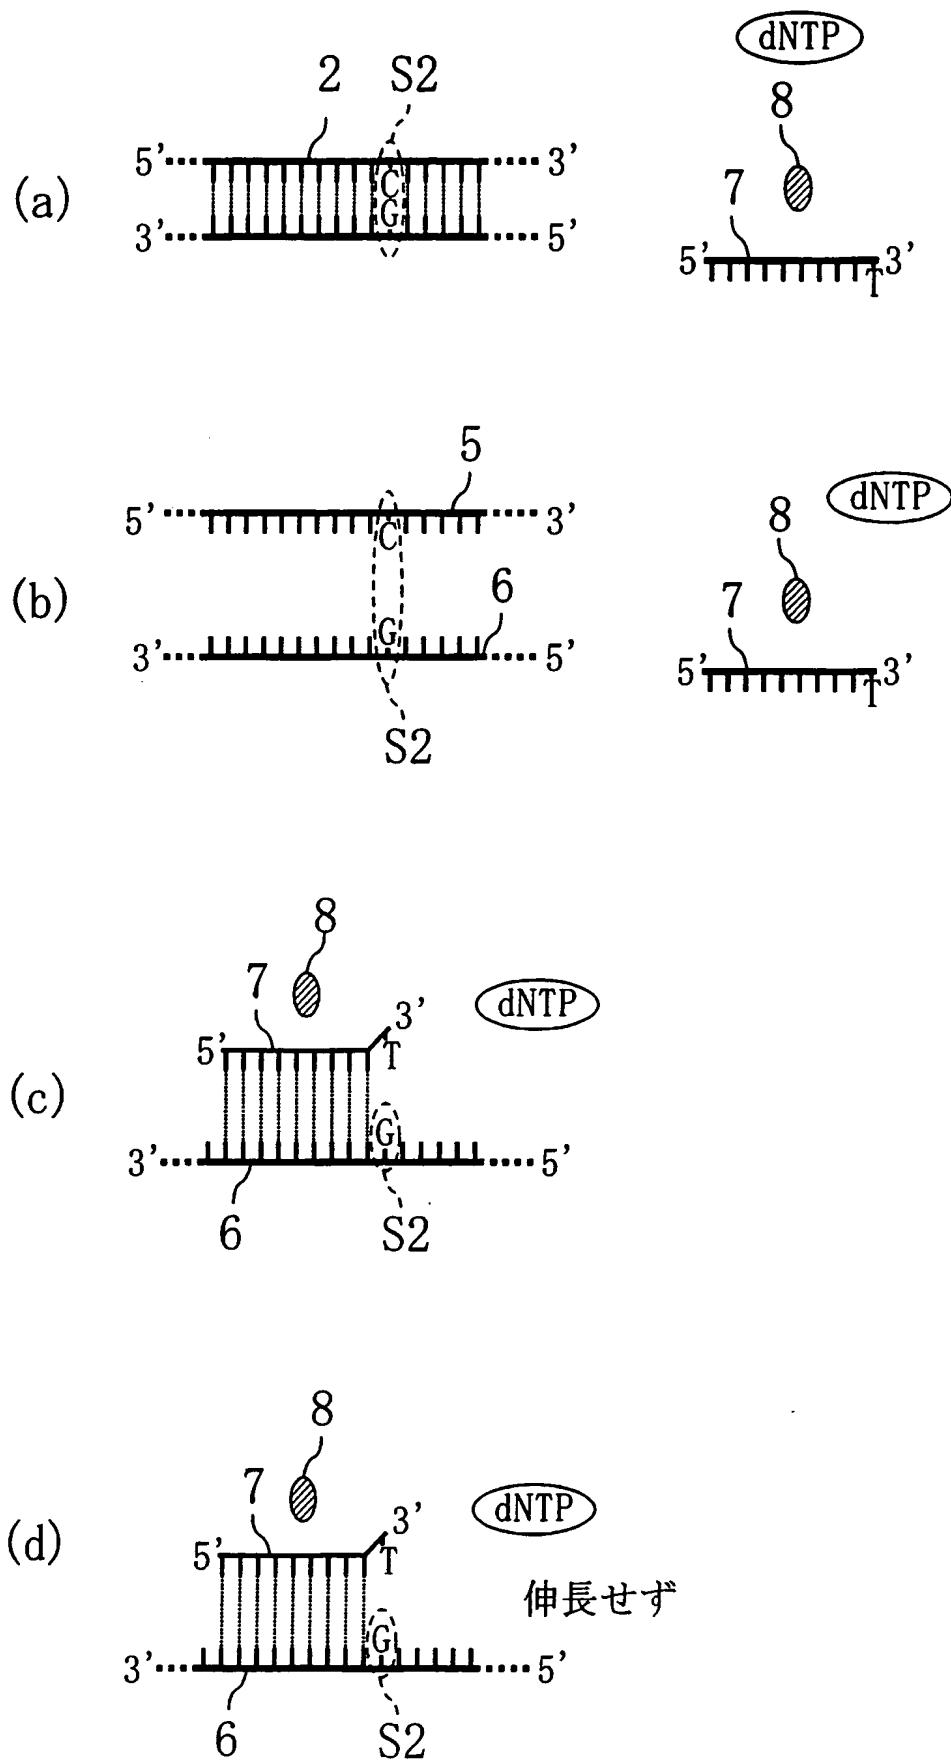 dNTP
2 S2
8
5' 3'
(a) C
G
7
3' 5'
5' 3'
T
5
dNTP
5' 3'
8
C
(b)
6
7
G
3' 5'
5' 3'
T
S2
8
7
dNTP
3'
5'
T
(c)
G
3' 5'
6 S2
8
7
dNTP
3'
(d)
5'
T
伸長せず
G
3' 5'
6 S2